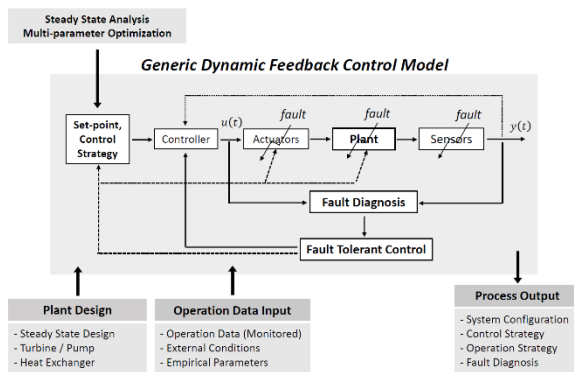 Steady State Analysis
Multi-parameter Optimization
Generic Dynamic Feedback Control Model
fault
fault
fault
u(t)
y(t)
Set-point,
Control
Strategy
Controller
Actuators
Plant
Sensors
Fault Diagnosis
Fault Tolerant Control
Plant Design
- Steady State Design
- Turbine / Pump
- Heat Exchanger
Operation Data Input
- Operation Data (Monitored)
- External Conditions
- Empirical Parameters
Process Output
- System Configuration
- Control Strategy
- Operation Strategy
- Fault Diagnosis